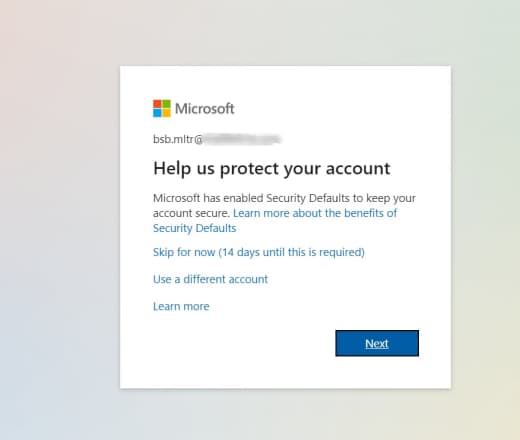 Microsoft
bsb.mltr@
Help us protect your account
Microsoft has enabled Security Defaults to keep your
account secure. Learn more about the benefits of
Security Defaults
Skip for now (14 days until this is required)
Use a different account
Learn more
Next